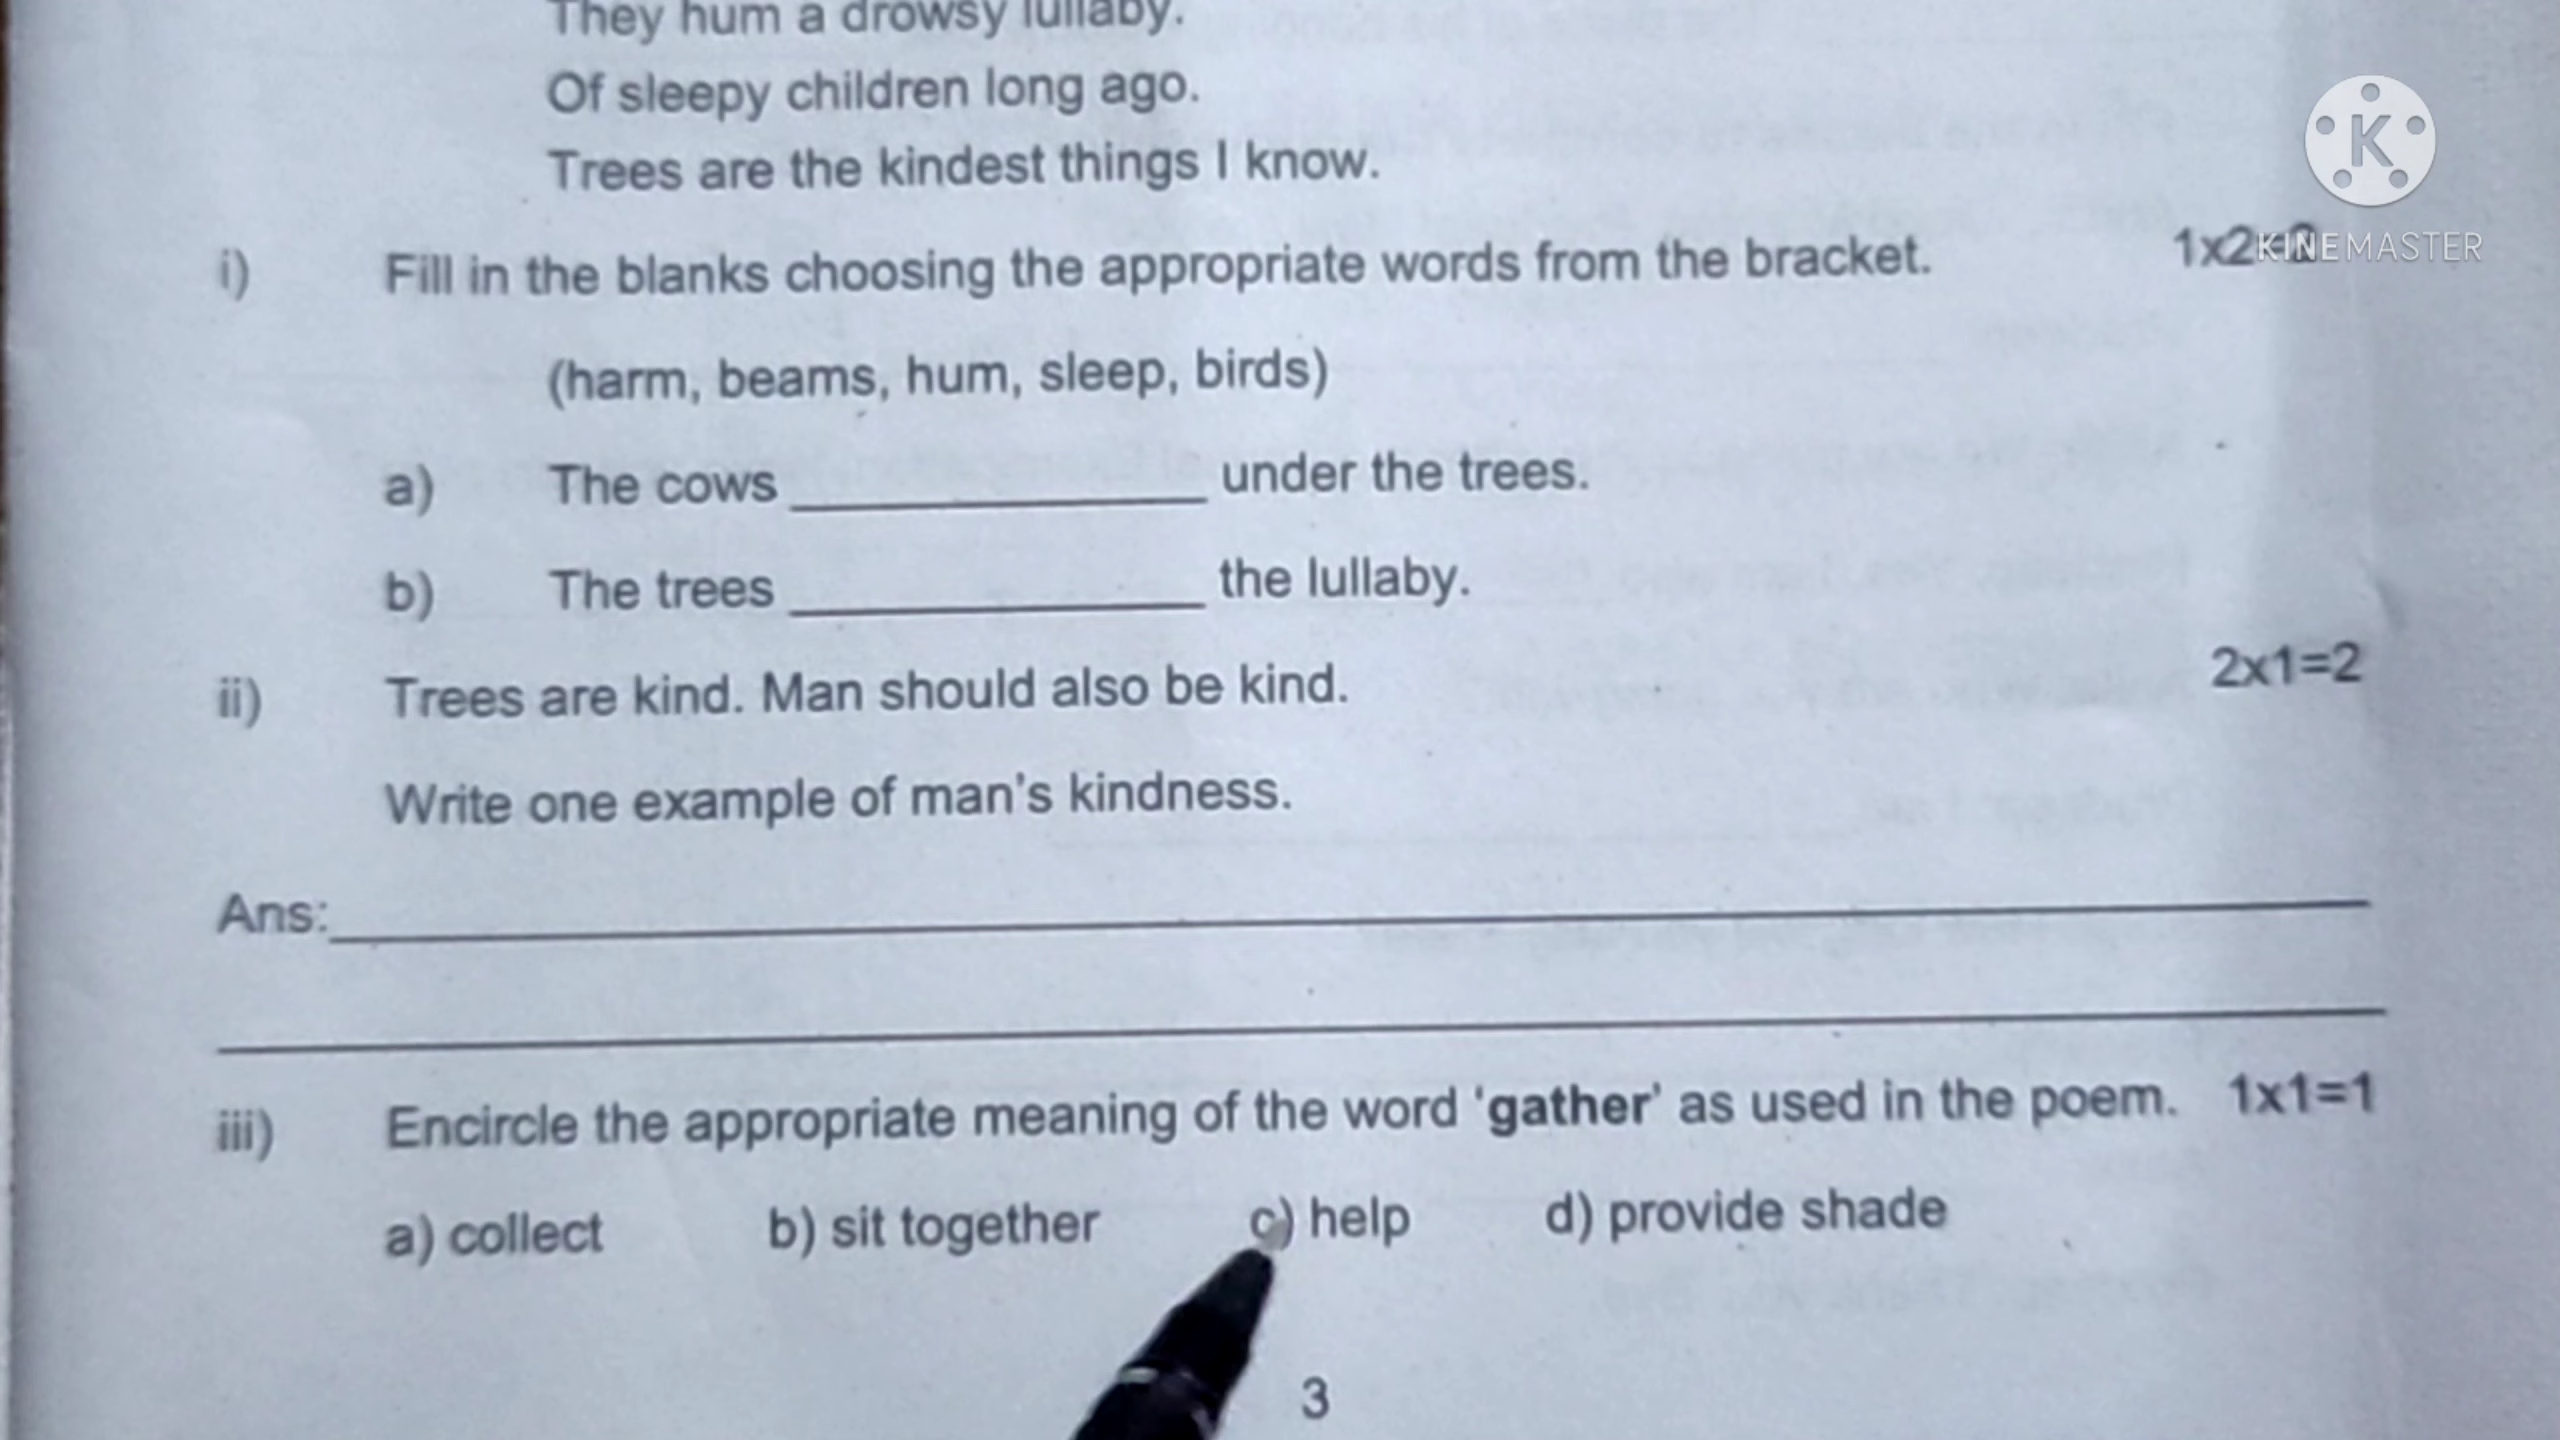 They hum a drowsy lullaby.
Of sleepy children long ago.
Trees are the kindest things I know.
i) Fill in the blanks choosing the appropriate words from the bracket. 1x2=2
K
KINEMASTER
(harm, beams, hum, sleep, birds)
a) The cows ____________ under the trees.
b) The trees ____________ the lullaby.
ii) Trees are kind. Man should also be kind. 2x1=2
Write one example of man's kindness.
Ans:
iii) Encircle the appropriate meaning of the word 'gather' as used in the poem. 1x1=1
a) collect b) sit together c) help d) provide shade
3